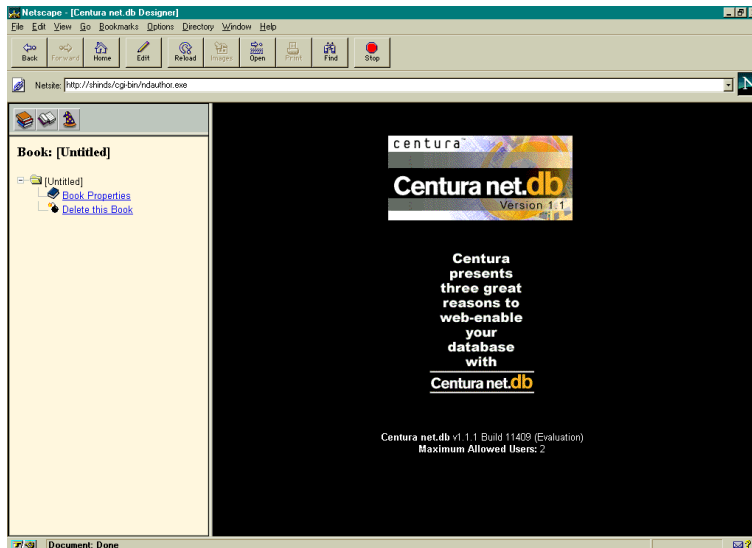 Netscape - [Centura net.db Designer]
File Edit View Go Bookmarks Options Directory Window Help
Back Forward Home Edit Reload Images Open Print Find Stop
Netsite: http://shinds/cgi-bin/ndauthor.exe
N
Book: [Untitled]
[Untitled]
Book Properties
Delete this Book
centura™
Centura net.db
Version 1.1
Centura
presents
three great
reasons to
web-enable
your
database
with
Centura net.db
Centura net.db v1.1.1 Build 11409 (Evaluation)
Maximum Allowed Users: 2
Document: Done